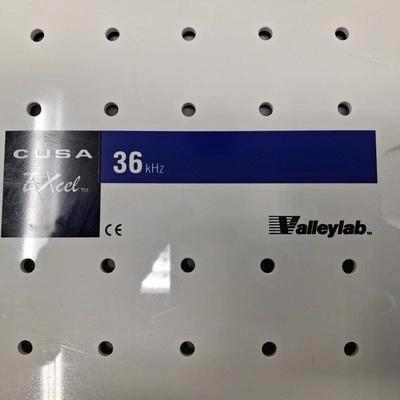 CUSA
EXcel™
36 kHz
CE
Valleylab™